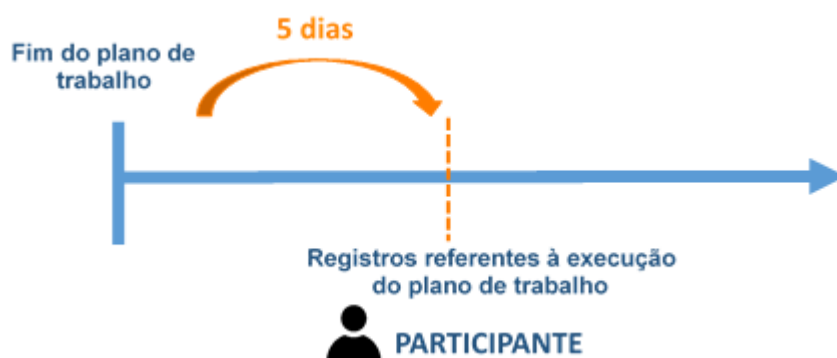 5 dias
Fim do plano de
trabalho
Registros referentes à execução
do plano de trabalho
PARTICIPANTE